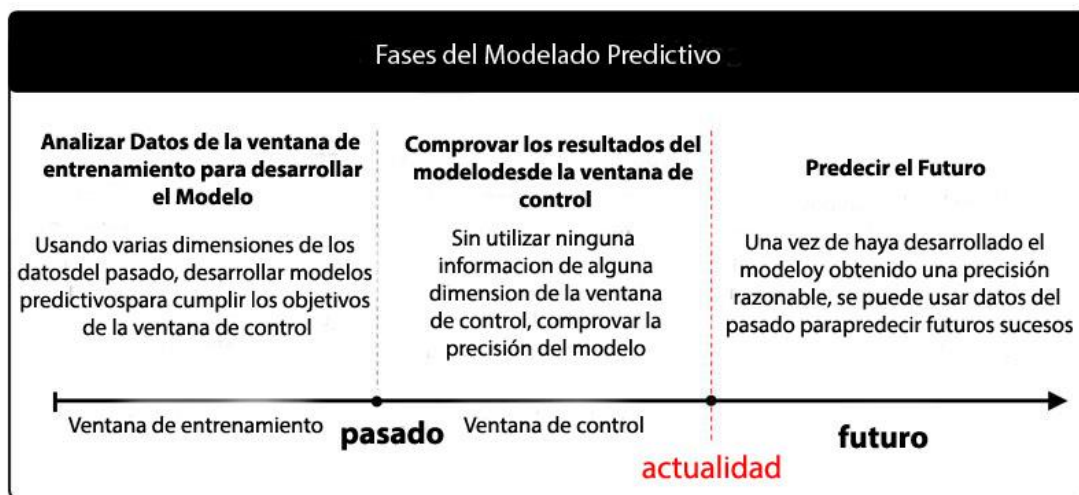 Fases del Modelado Predictivo
Analizar Datos de la ventana de
entrenamiento para desarrollar
el Modelo
Usando varias dimensiones de los
datosdel pasado, desarrollar modelos
predictivospara cumplir los objetivos
de la ventana de control
Comprovar los resultados del
modelodesde la ventana de
control
Sin utilizar ninguna
informacion de alguna
dimension de la ventana
de control, comprovar la
precisión del modelo
Predecir el Futuro
Una vez de haya desarrollado el
modeloy obtenido una precisión
razonable, se puede usar datos del
pasado parapredecir futuros sucesos
Ventana de entrenamiento
pasado
Ventana de control
actualidad
futuro